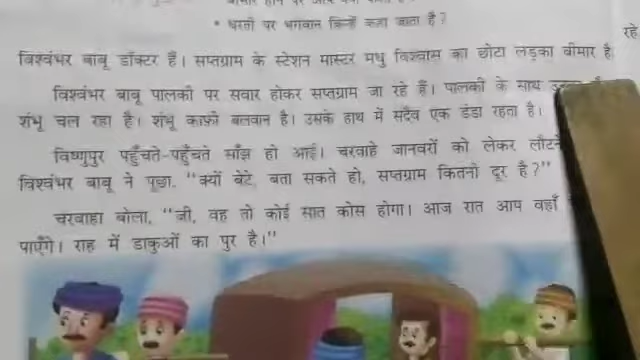 • धरती पर भगवान किन्हें कहा जाता है?
विश्वंभर बाबू डॉक्टर हैं। सप्तग्राम के स्टेशन मास्टर मधु विश्वास का छोटा लड़का बीमार है
रहे
विश्वंभर बाबू पालकी पर सवार होकर सप्तग्राम जा रहे हैं। पालकी के साथ
शंभू चल रहा है। शंभू काफ़ी बलवान है। उसके हाथ में सदैव एक डंडा रहता है।
विष्णुपुर पहुँचते-पहुँचते साँझ हो आई। चरवाहे जानवरों को लेकर
विश्वंभर बाबू ने पूछा, "क्यों बेटे, बता सकते हो, सप्तग्राम कितनी दूर है?"
चरवाहा बोला, "जी, वह तो कोई सात कोस होगा। आज रात आप वहाँ
पाएँगे। राह में डाकुओं का पुर है।"